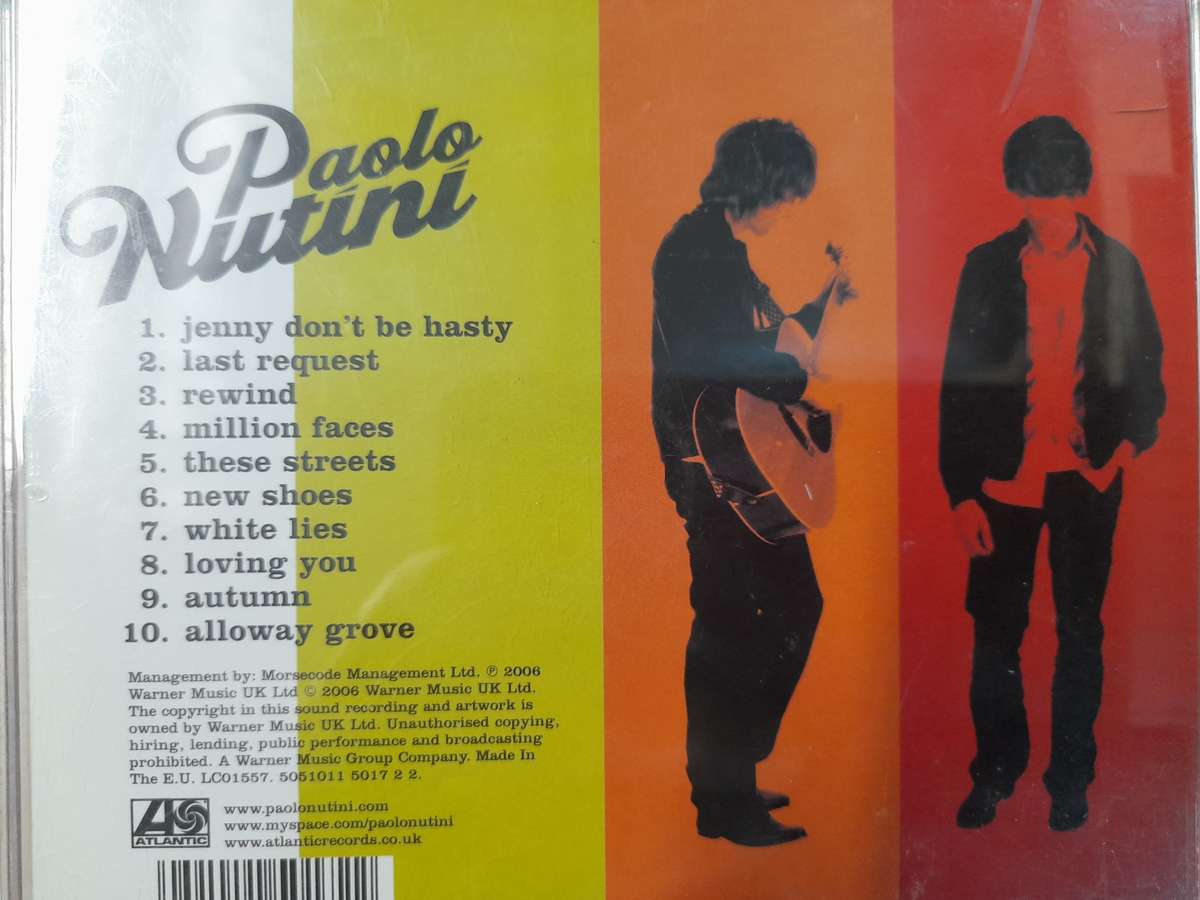 Paolo
Nutini
1. jenny don't be hasty
2. last request
3. rewind
4. million faces
5. these streets
6. new shoes
7. white lies
8. loving you
9. autumn
10. alloway grove
Management by: Morsecode Management Ltd. ℗ 2006
Warner Music UK Ltd © 2006 Warner Music UK Ltd.
The copyright in this sound recording and artwork is
owned by Warner Music UK Ltd. Unauthorised copying,
hiring, lending, public performance and broadcasting
prohibited. A Warner Music Group Company. Made In
The E.U. LC01557. 5051011 5017 2 2.
www.paolonutini.com
www.myspace.com/paolonutini
www.atlanticrecords.co.uk
ATLANTIC